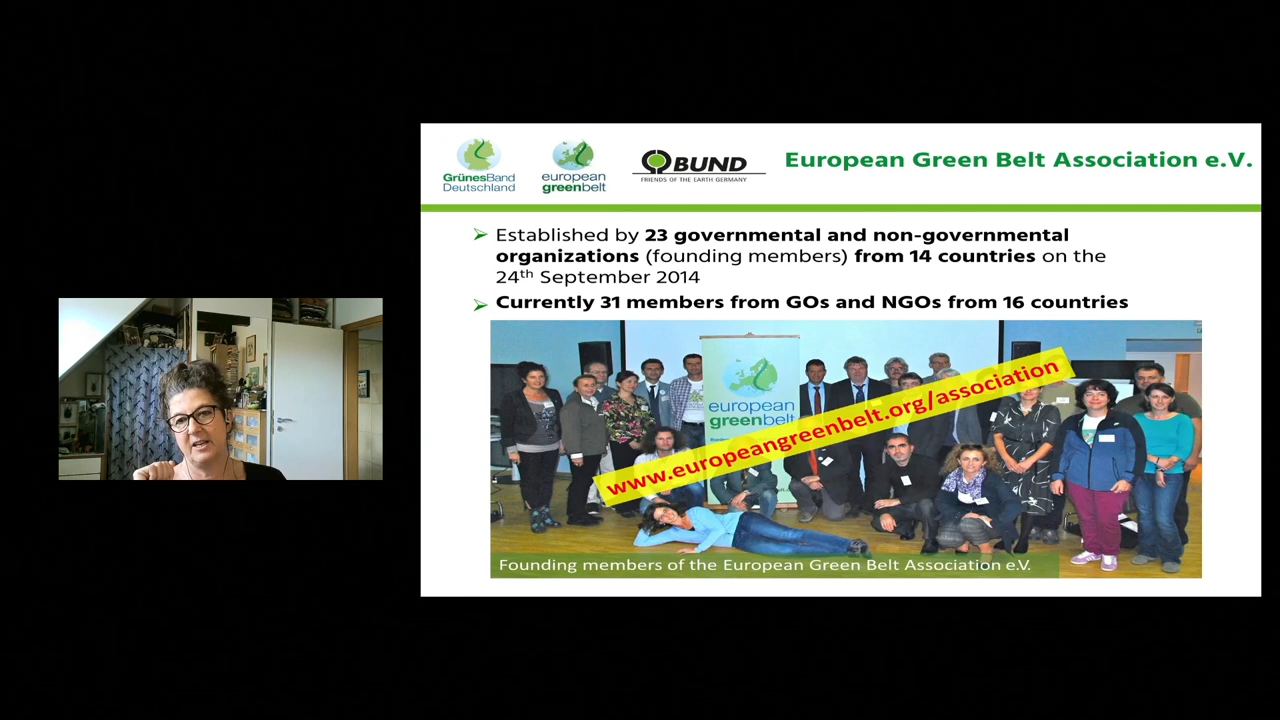 GrünesBand
Deutschland
european
greenbelt
BUND
FRIENDS OF THE EARTH GERMANY
European Green Belt Association e.V.
Established by 23 governmental and non-governmental
organizations (founding members) from 14 countries on the
24th September 2014
Currently 31 members from GOs and NGOs from 16 countries
european
greenbelt
www.europeangreenbelt.org/association
Founding members of the European Green Belt Association e.V.